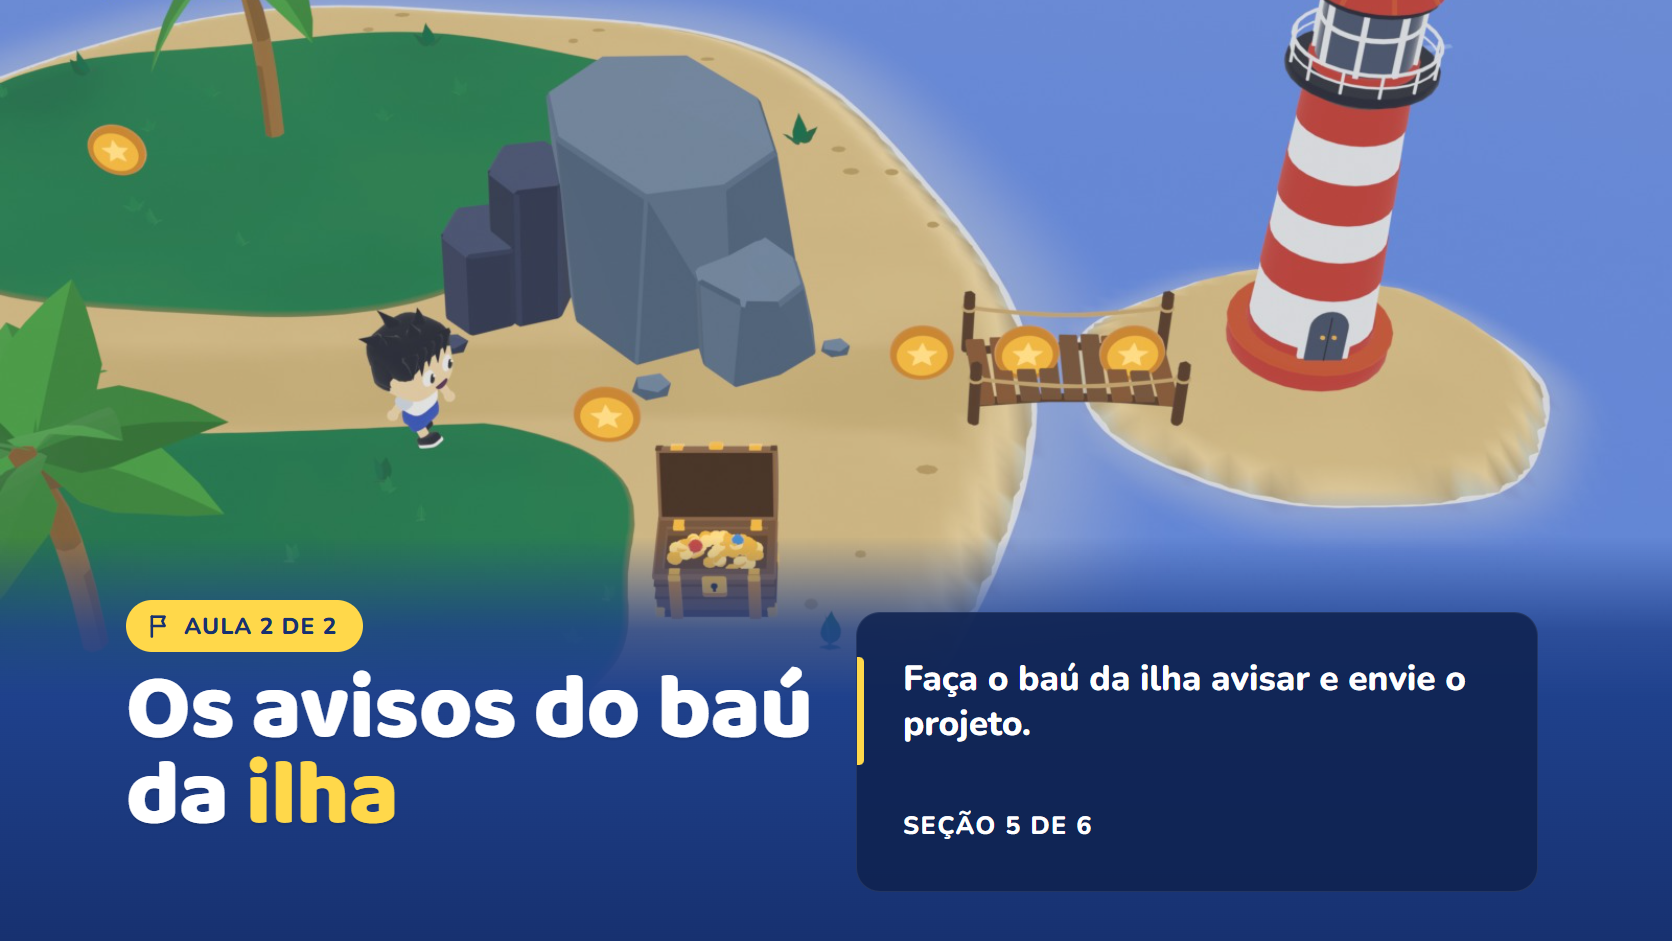 AULA 2 DE 2
Os avisos do baú
da ilha
Faça o baú da ilha avisar e envie o
projeto.
SEÇÃO 5 DE 6